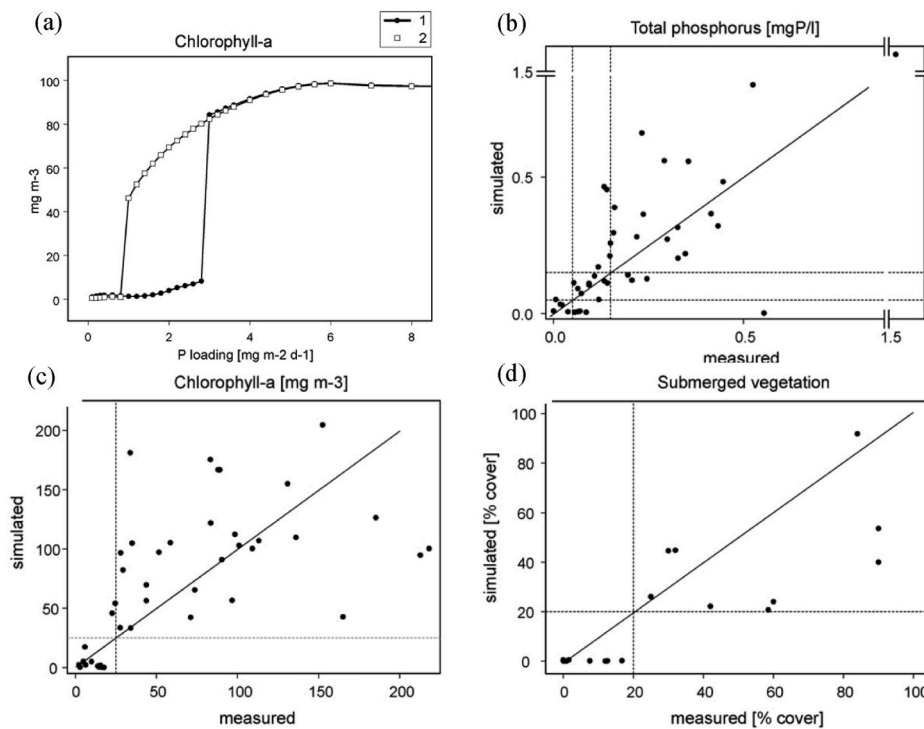 (a)
Chlorophyll-a
1
2
100
80
60
40
20
0
mg m-3
0
2
4
6
8
P loading [mg m-2 d-1]
(b)
Total phosphorus [mgP/l]
1.5
0.5
0.0
simulated
0.0
0.5
1.5
measured
(c)
Chlorophyll-a [mg m-3]
200
150
100
50
0
simulated
0
50
100
150
200
measured
(d)
Submerged vegetation
100
80
60
40
20
0
simulated [% cover]
0
20
40
60
80
100
measured [% cover]